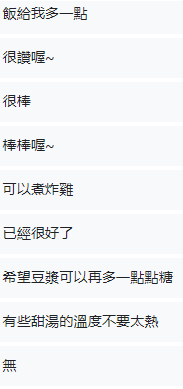 飯給我多一點
很讚喔~
很棒
棒棒喔~
可以煮炸雞
已經很好了
希望豆漿可以再多一點點糖
有些甜湯的溫度不要太熱
無